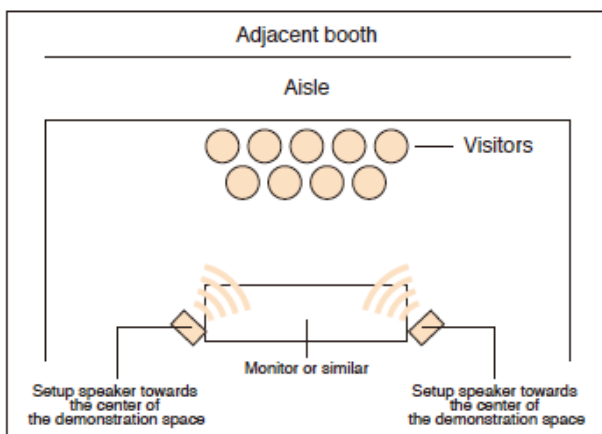 Adjacent booth
Aisle
Visitors
Monitor or similar
Setup speaker towards
the center of
the demonstration space
Setup speaker towards
the center of
the demonstration space